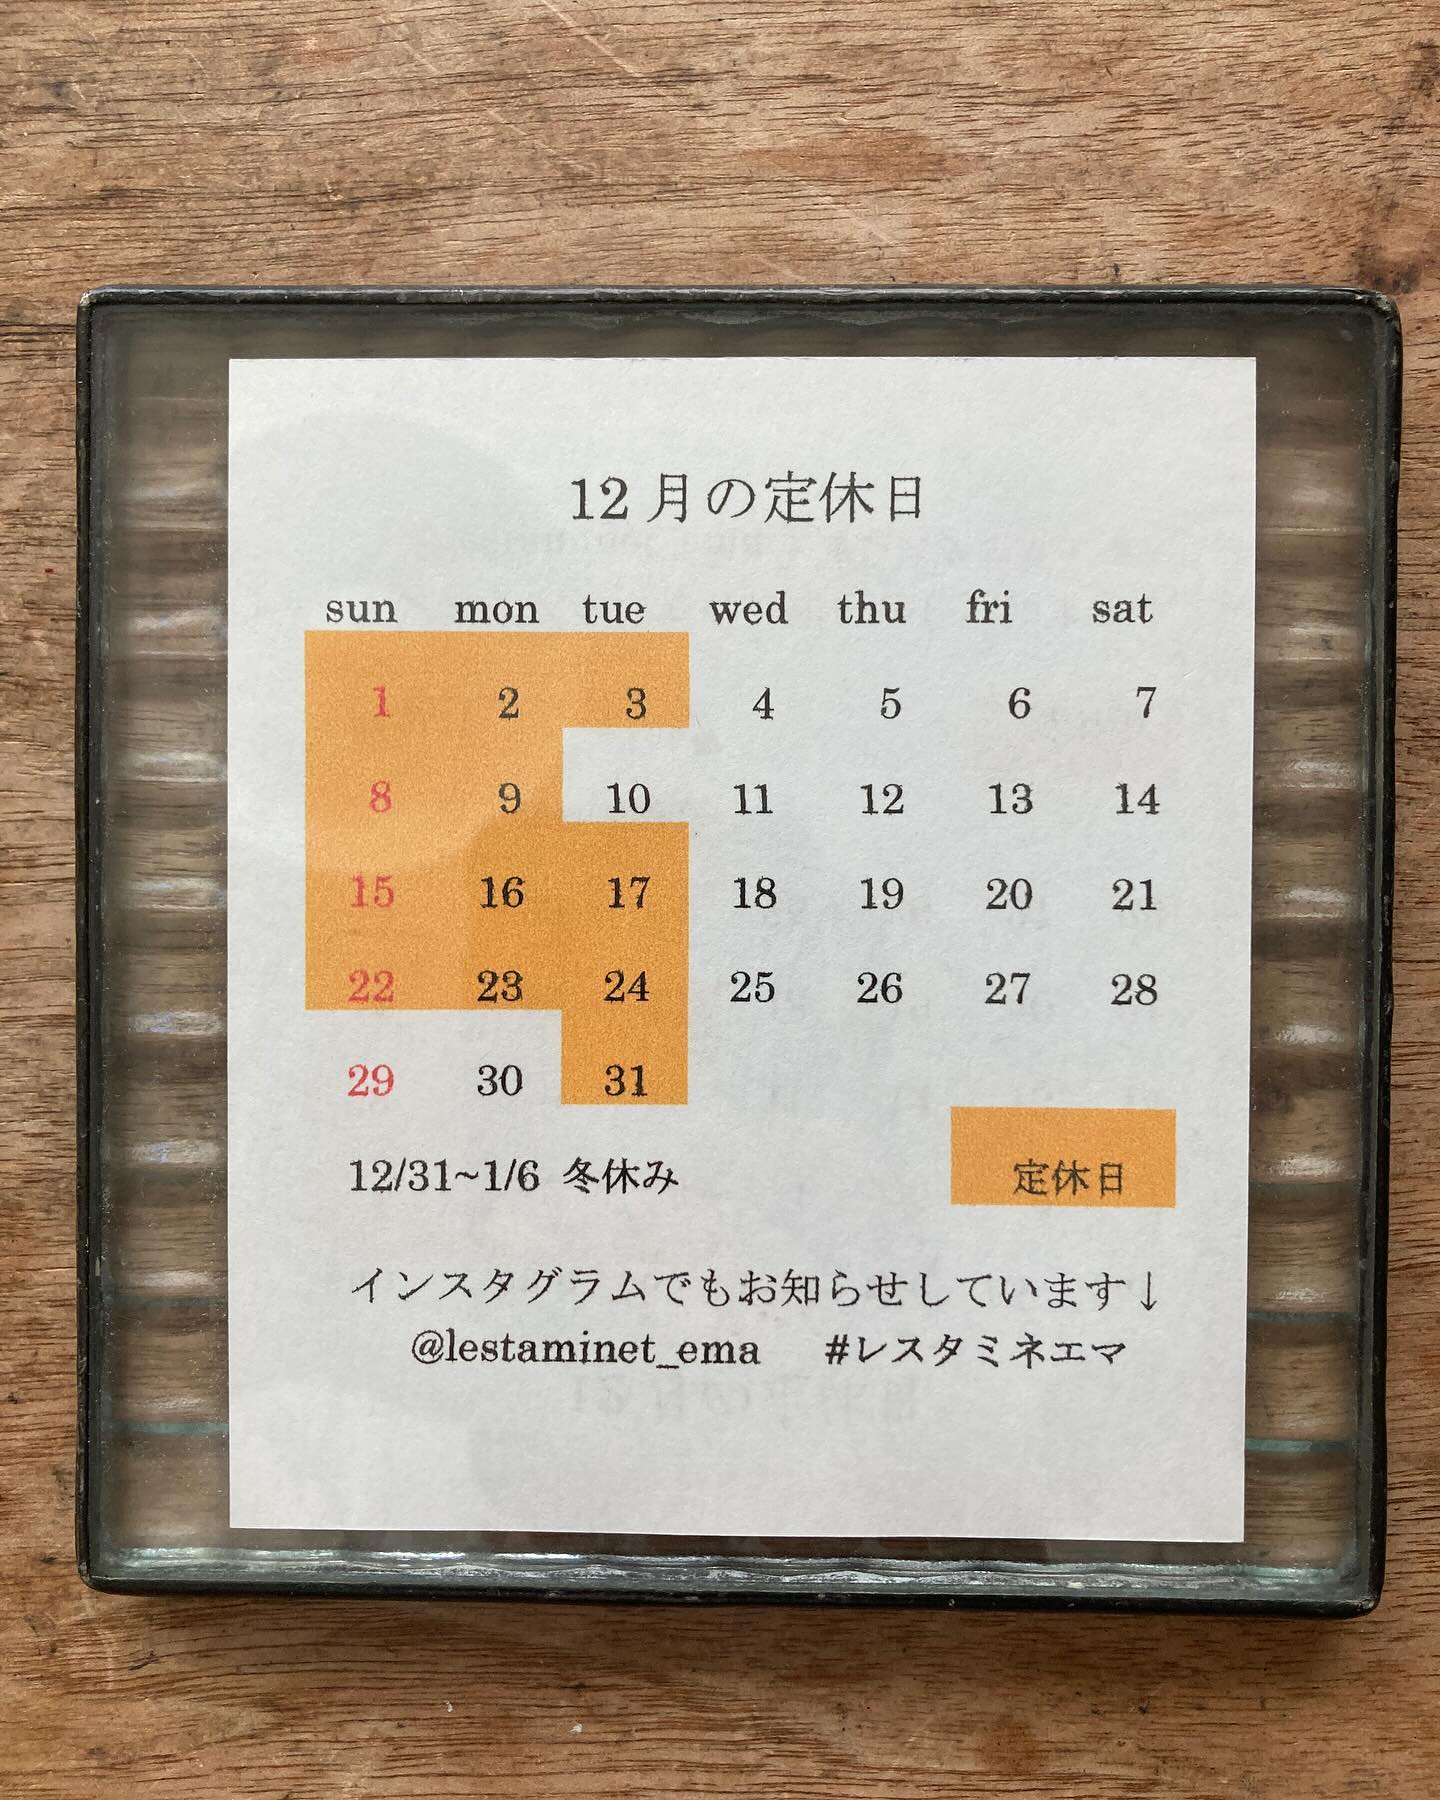 12月の定休日
sun mon tue wed thu fri sat
1 2 3 4 5 6 7
8 9 10 11 12 13 14
15 16 17 18 19 20 21
22 23 24 25 26 27 28
29 30 31
12/31~1/6 冬休み 定休日
インスタグラムでもお知らせしています↓
@lestaminet_ema #レスタミネエマ